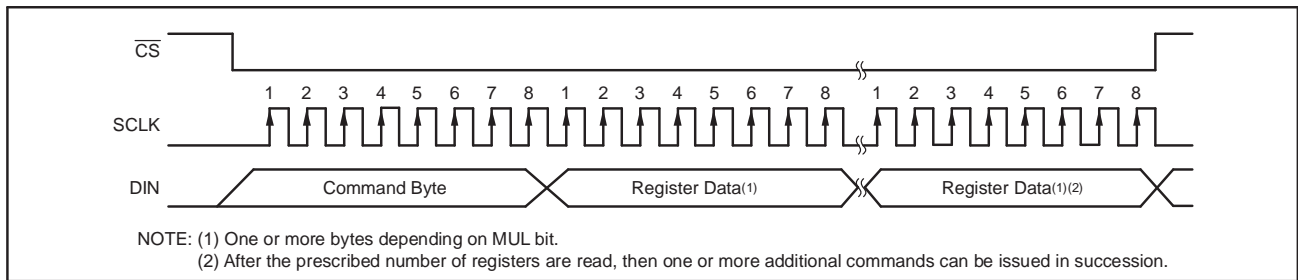 CS
1 2 3 4 5 6 7 8 1 2 3 4 5 6 7 8 1 2 3 4 5 6 7 8
SCLK
DIN Command Byte Register Data(1) Register Data(1)(2)
NOTE: (1) One or more bytes depending on MUL bit.
(2) After the prescribed number of registers are read, then one or more additional commands can be issued in succession.